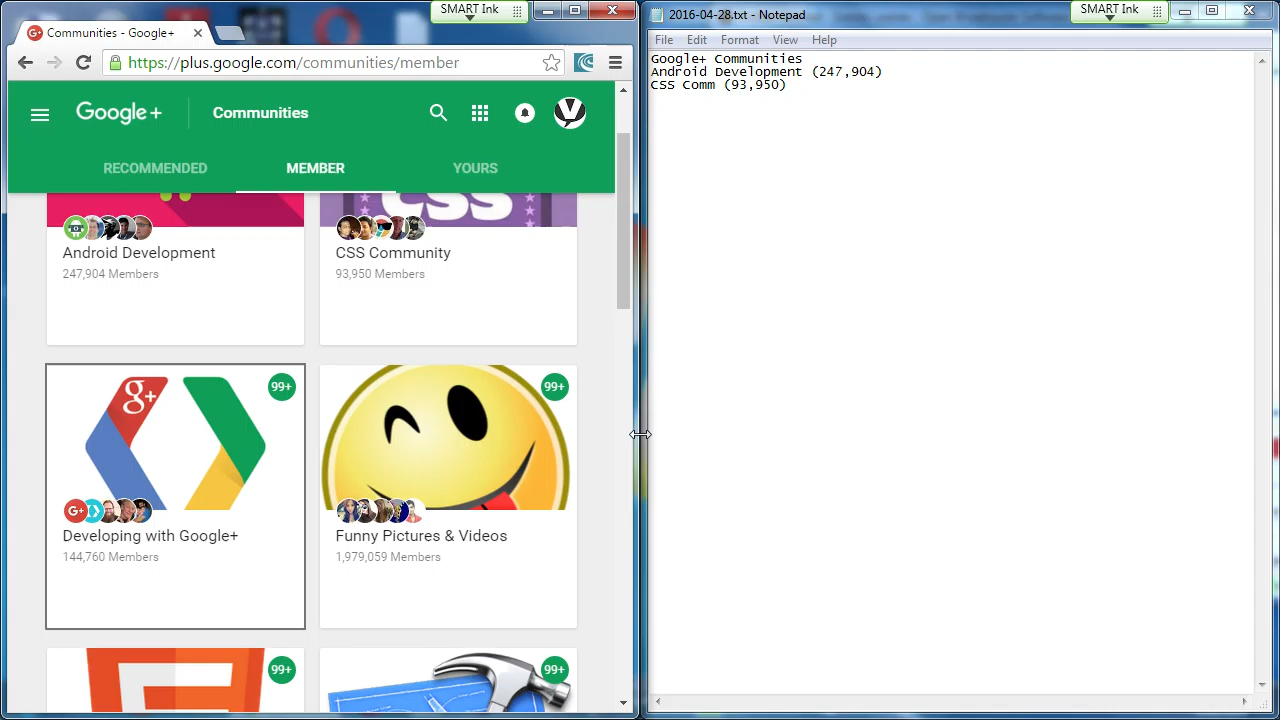 SMART Ink
Communities - Google+
https://plus.google.com/communities/member
Google+
Communities
RECOMMENDED
MEMBER
YOURS
CSS
Android Development
247,904 Members
CSS Community
93,950 Members
g+
99+
G+
Developing with Google+
144,760 Members
99+
Funny Pictures & Videos
1,979,059 Members
99+
99+
2016-04-28.txt - Notepad
SMART Ink
File Edit Format View Help
Google+ Communities
Android Development (247,904)
CSS Comm (93,950)